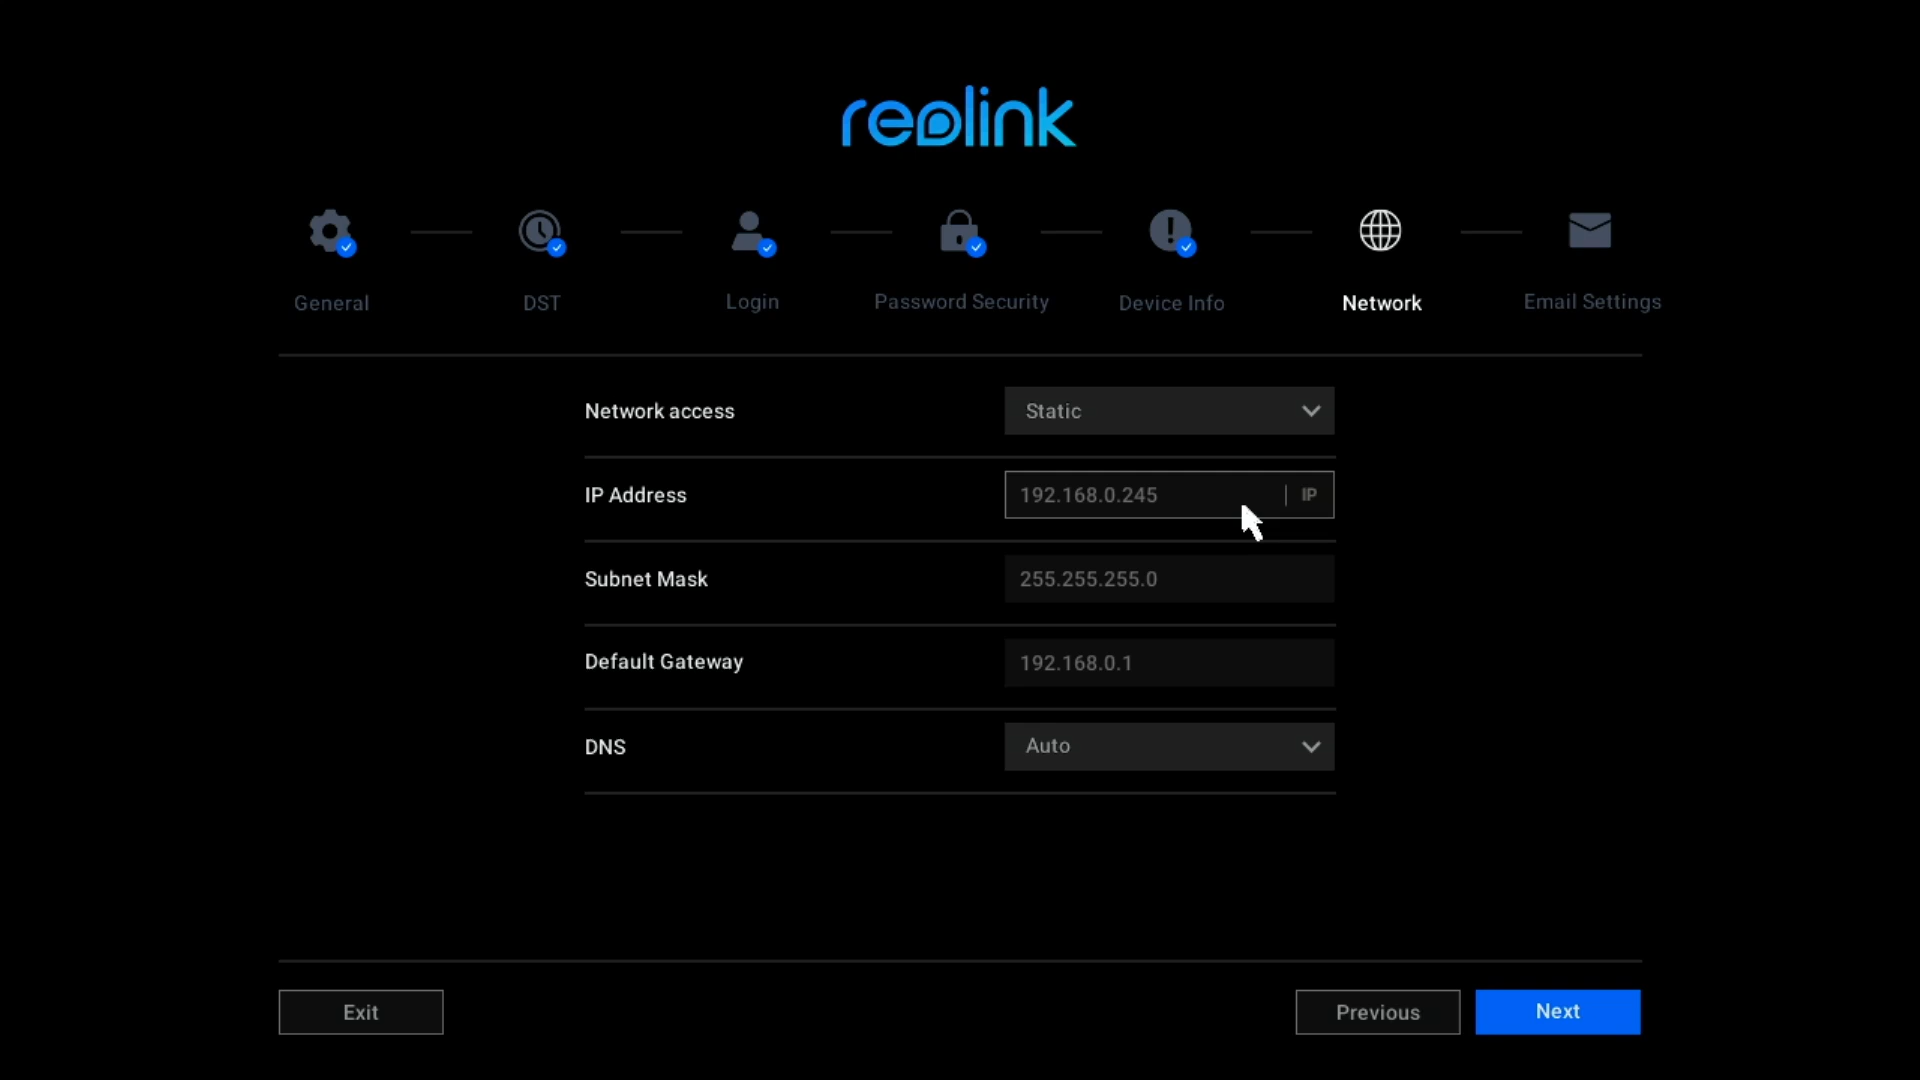 reolink
General
DST
Login
Password Security
Device Info
Network
Email Settings
Network access
Static
IP Address
192.168.0.245
IP
Subnet Mask
255.255.255.0
Default Gateway
192.168.0.1
DNS
Auto
Exit
Previous
Next